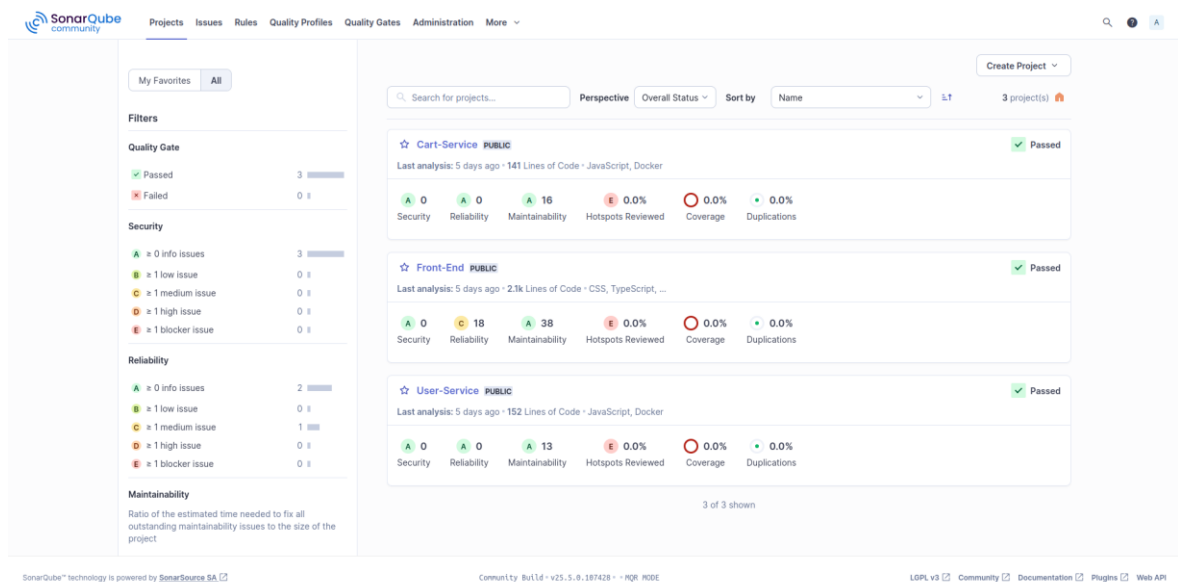 SonarQube community Projects Issues Rules Quality Profiles Quality Gates Administration More ? A
My Favorites All
Filters
Quality Gate
Passed 3
Failed 0
Security
A ≥ 0 info issues 3
B ≥ 1 low issue 0
C ≥ 1 medium issue 0
D ≥ 1 high issue 0
E ≥ 1 blocker issue 0
Reliability
A ≥ 0 info issues 2
B ≥ 1 low issue 0
C ≥ 1 medium issue 1
D ≥ 1 high issue 0
E ≥ 1 blocker issue 0
Maintainability
Ratio of the estimated time needed to fix all
outstanding maintainability issues to the size of the
project
Create Project
Search for projects... Perspective Overall Status Sort by Name 3 project(s)
Cart-Service PUBLIC Passed
Last analysis: 5 days ago • 141 Lines of Code • JavaScript, Docker
A 0 A 0 A 16 E 0.0% 0.0% 0.0%
Security Reliability Maintainability Hotspots Reviewed Coverage Duplications
Front-End PUBLIC Passed
Last analysis: 5 days ago • 2.1k Lines of Code • CSS, TypeScript, ...
A 0 C 18 A 38 E 0.0% 0.0% 0.0%
Security Reliability Maintainability Hotspots Reviewed Coverage Duplications
User-Service PUBLIC Passed
Last analysis: 5 days ago • 152 Lines of Code • JavaScript, Docker
A 0 A 0 A 13 E 0.0% 0.0% 0.0%
Security Reliability Maintainability Hotspots Reviewed Coverage Duplications
3 of 3 shown
SonarQube™ technology is powered by SonarSource SA Community Build • v25.5.0.107428 • • MQR MODE LGPL v3 Community Documentation Plugins Web API